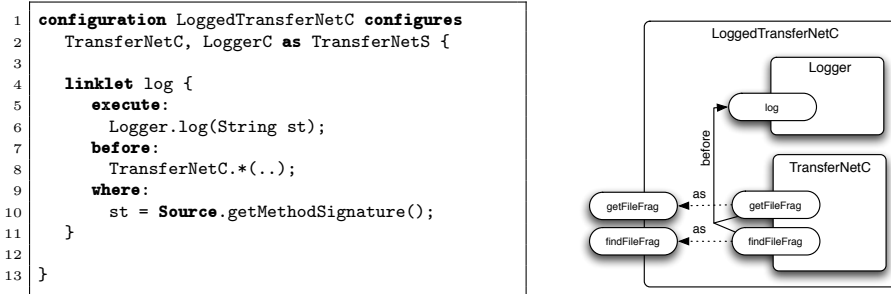 1 configuration LoggedTransferNetC configures
2 TransferNetC, LoggerC as TransferNetS {
3
4 linklet log {
5 execute:
6 Logger.log(String st);
7 before:
8 TransferNetC.*(..);
9 where:
10 st = Source.getMethodSignature();
11 }
12
13 }
LoggedTransferNetC
Logger
log
before
TransferNetC
as
getFileFrag
getFileFrag
as
findFileFrag
findFileFrag